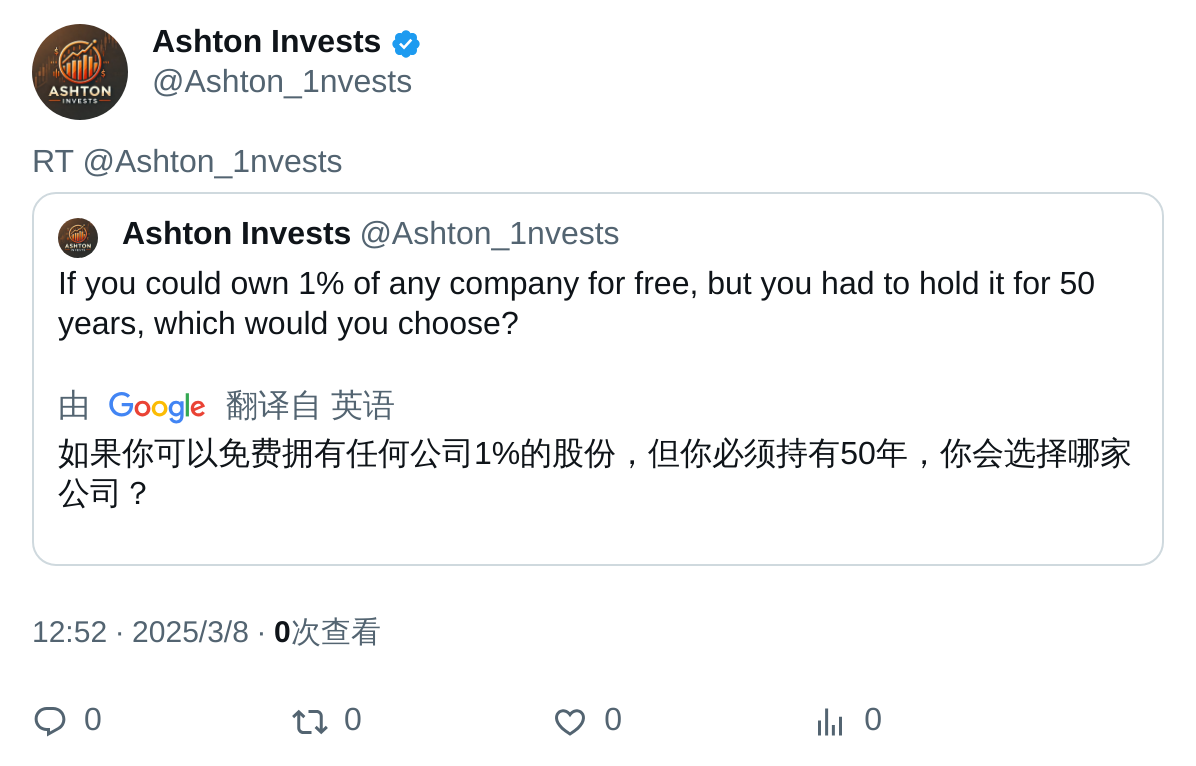 ASHTON
INVESTS
Ashton Invests
@Ashton_1nvests
RT @Ashton_1nvests
ASHTON
Ashton Invests @Ashton_1nvests
If you could own 1% of any company for free, but you had to hold it for 50
years, which would you choose?
由 Google 翻译自 英语
如果你可以免费拥有任何公司1%的股份，但你必须持有50年，你会选择哪家
公司？
12:52 · 2025/3/8 · 0次查看
0 0 0 0